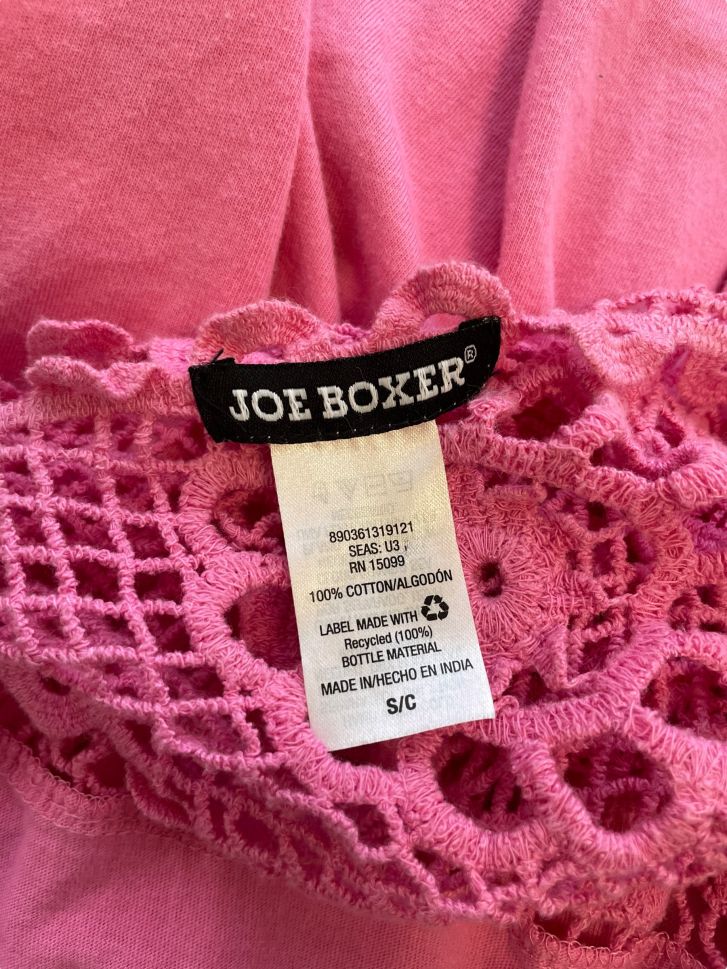 JOE BOXER®
890361319121
SEAS: U3
RN 15099
100% COTTON/ALGODÓN
LABEL MADE WITH
Recycled (100%)
BOTTLE MATERIAL
MADE IN/HECHO EN INDIA
S/C